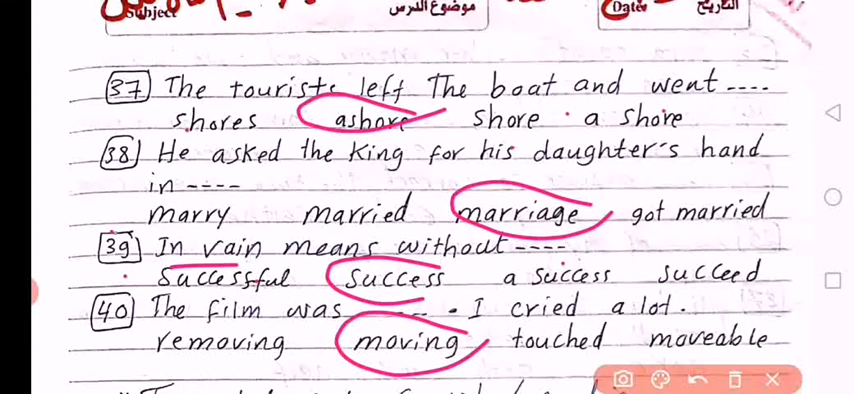 Subject موضوع الدرس Date التاريخ
37 The tourists left The boat and went ----
shores ashore shore a shore
38 He asked the King for his daughter's hand
in ----
marry married marriage got married
39 In vain means without ----
Successful success a success succeed
40 The film was ---- . I cried a lot.
removing moving touched moveable